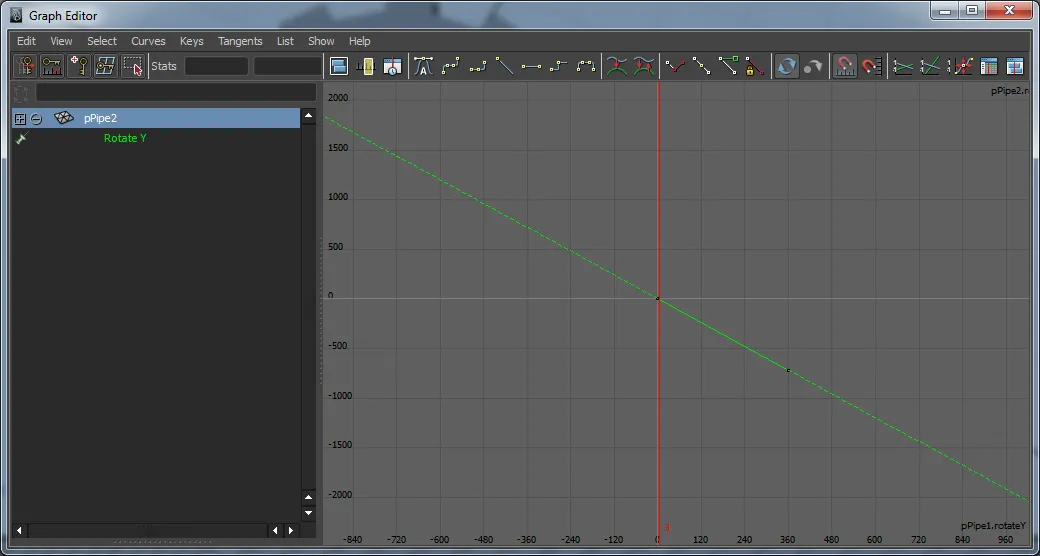 Graph Editor
Edit View Select Curves Keys Tangents List Show Help
Stats
pPipe2
Rotate Y
pPipe2.r
2000
1500
1000
500
0
-500
-1000
-1500
-2000
3
pPipe1.rotateY
-840 -720 -600 -480 -360 -240 -120 0 120 240 360 480 600 720 840 960